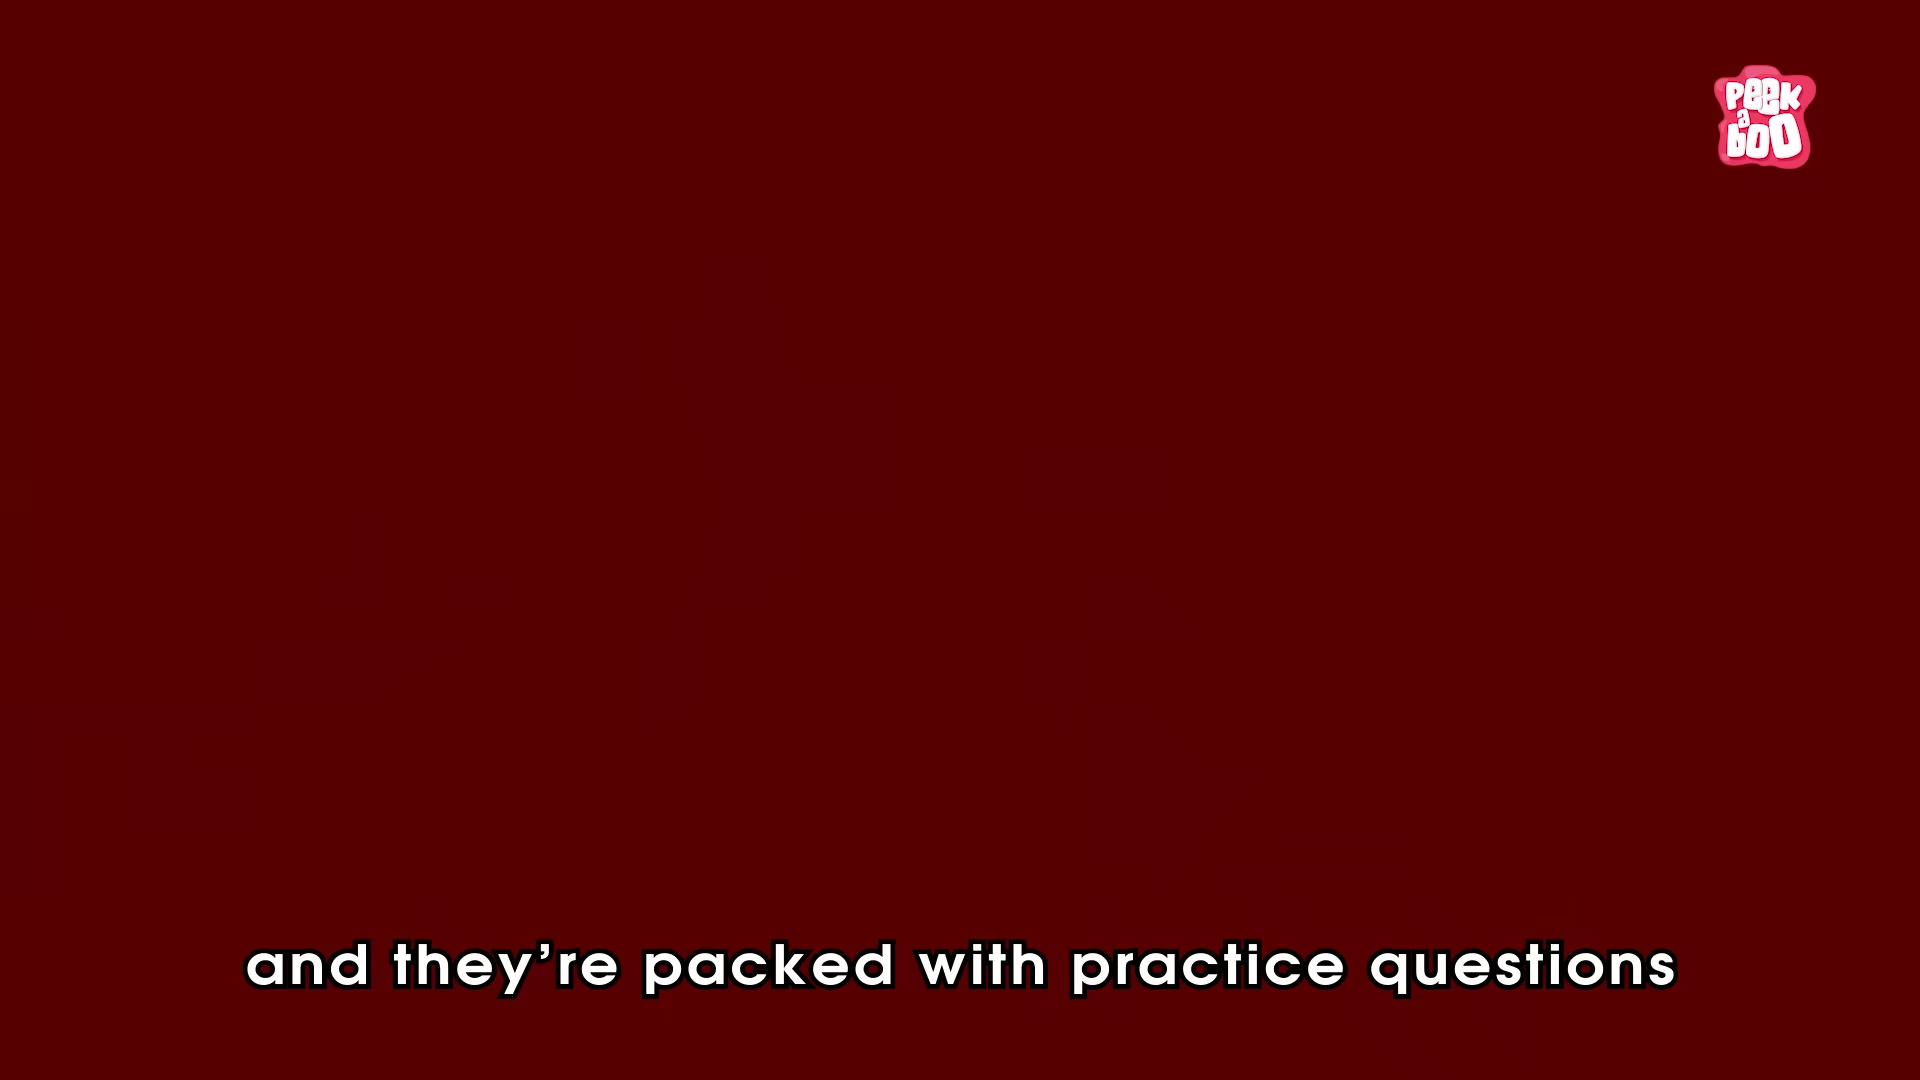 peek
a
boo
and they’re packed with practice questions